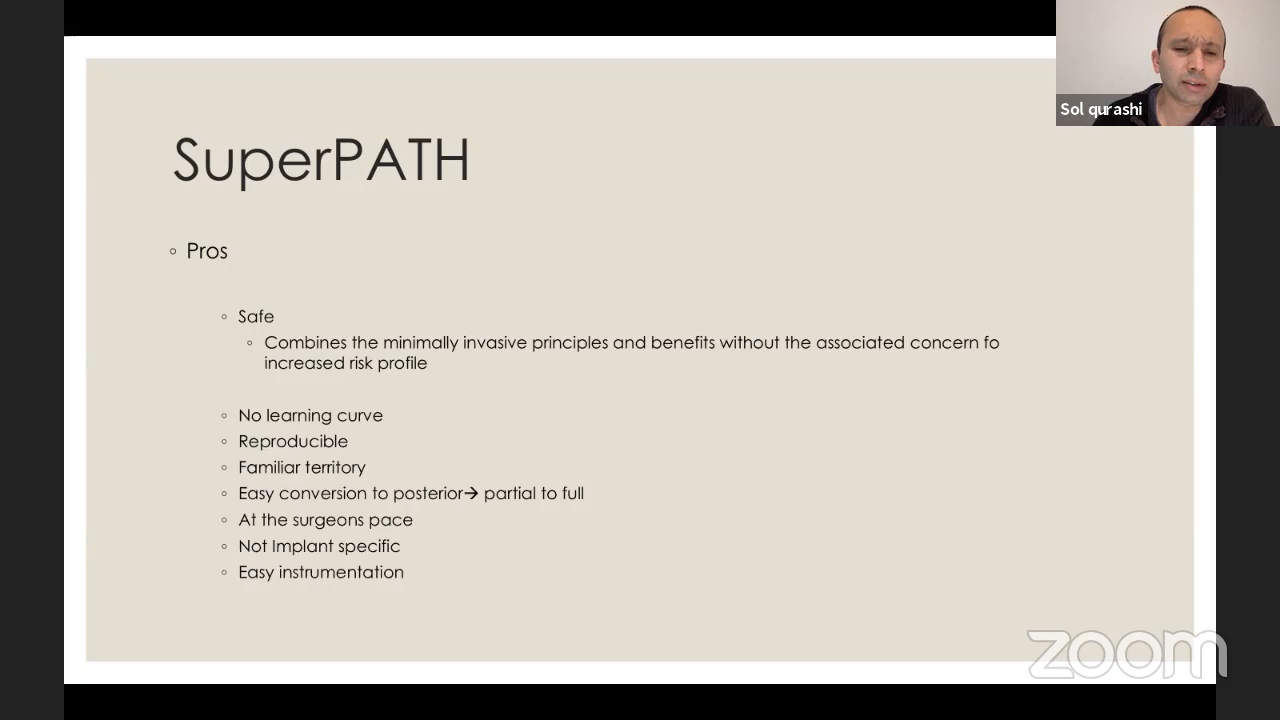 Sol qurashi
SuperPATH
◦ Pros
◦ Safe
◦ Combines the minimally invasive principles and benefits without the associated concern fo
increased risk profile
◦ No learning curve
◦ Reproducible
◦ Familiar territory
◦ Easy conversion to posterior→ partial to full
◦ At the surgeons pace
◦ Not Implant specific
◦ Easy instrumentation
zoom